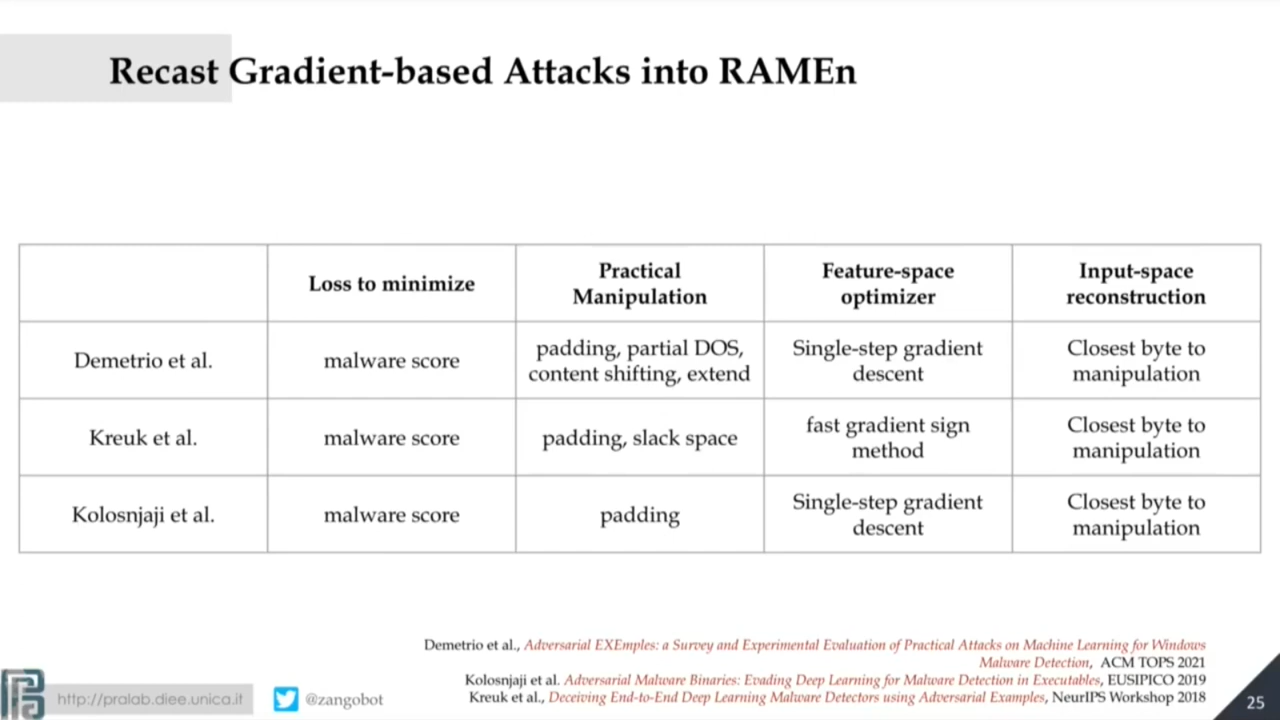 Recast Gradient-based Attacks into RAMEn
Loss to minimize
Practical
Manipulation
Feature-space
optimizer
Input-space
reconstruction
Demetrio et al.
malware score
padding, partial DOS,
content shifting, extend
Single-step gradient
descent
Closest byte to
manipulation
Kreuk et al.
malware score
padding, slack space
fast gradient sign
method
Closest byte to
manipulation
Kolosnjaji et al.
malware score
padding
Single-step gradient
descent
Closest byte to
manipulation
Demetrio et al., Adversarial EXEmples: a Survey and Experimental Evaluation of Practical Attacks on Machine Learning for Windows
Malware Detection, ACM TOPS 2021
Kolosnjaji et al. Adversarial Malware Binaries: Evading Deep Learning for Malware Detection in Executables, EUSIPICO 2019
Kreuk et al., Deceiving End-to-End Deep Learning Malware Detectors using Adversarial Examples, NeurIPS Workshop 2018
http://pralab.diee.unica.it
@zangobot
25